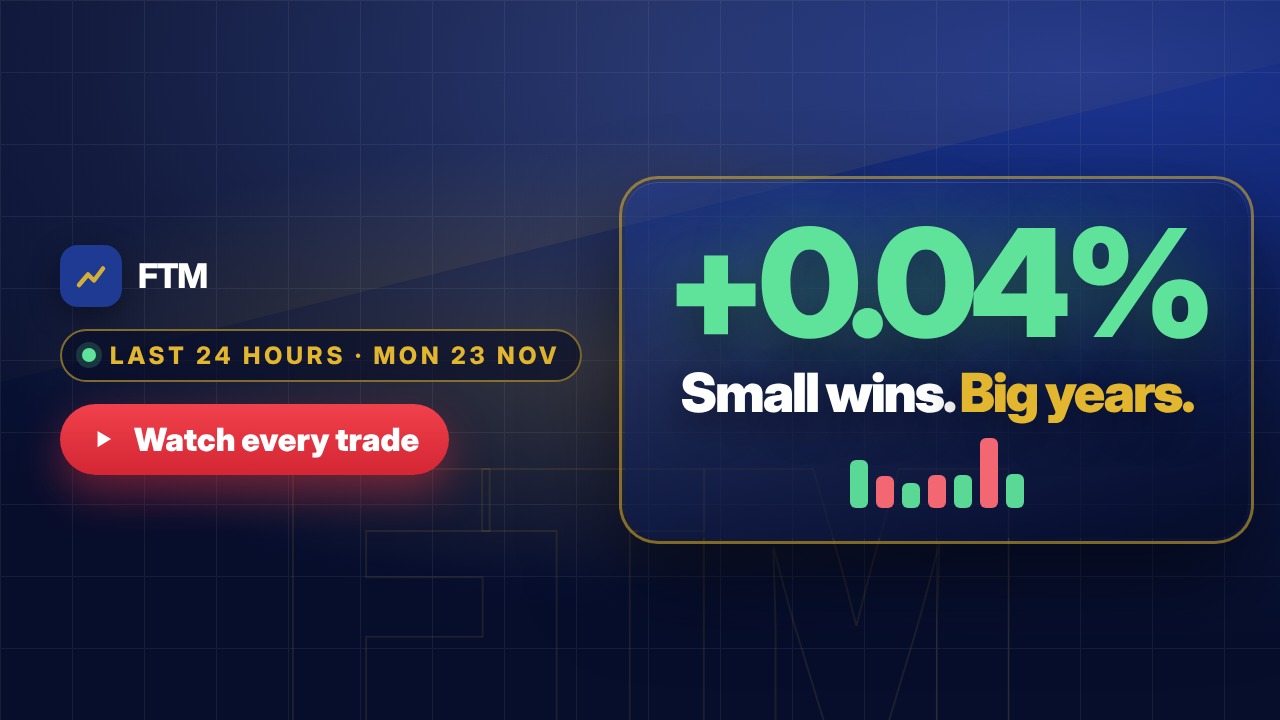 FTM
LAST 24 HOURS · MON 23 NOV
Watch every trade
+0.04%
Small wins. Big years.
FTM